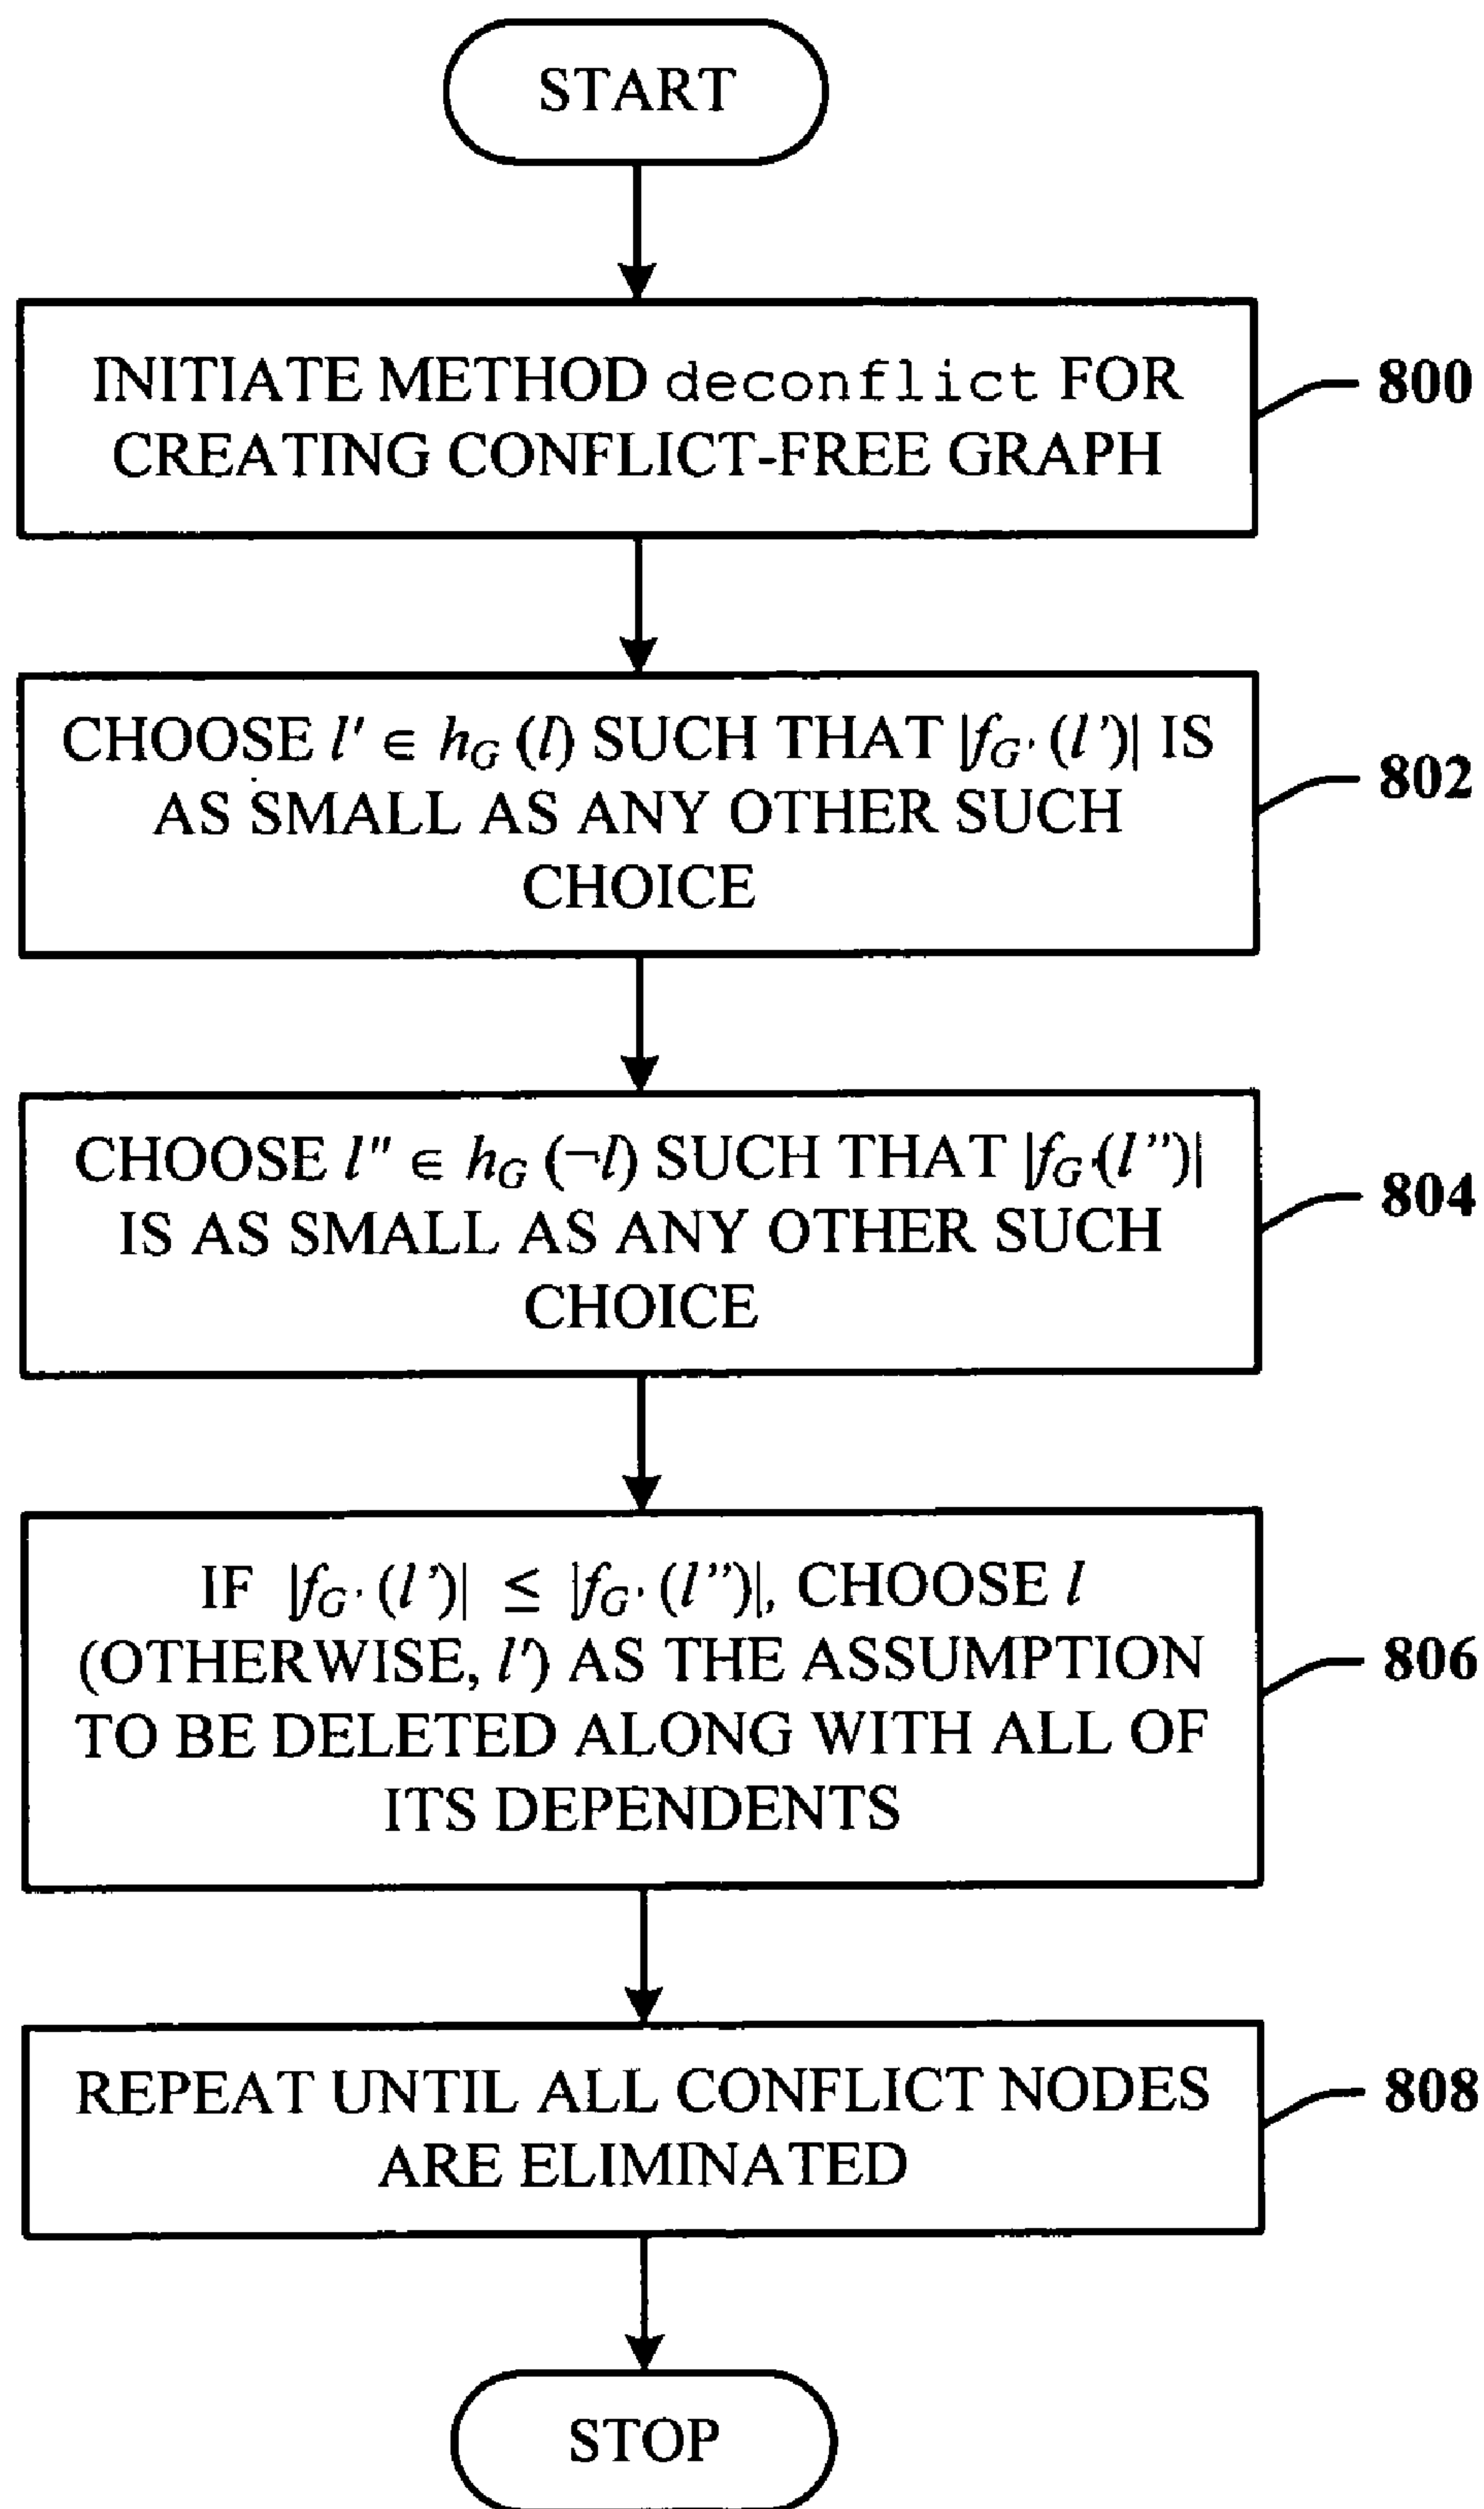 START
INITIATE METHOD deconflict FOR
CREATING CONFLICT-FREE GRAPH
800
CHOOSE l' ∈ hG (l) SUCH THAT |fG' (l')| IS
AS SMALL AS ANY OTHER SUCH
CHOICE
802
CHOOSE l" ∈ hG (¬l) SUCH THAT |fG'(l")|
IS AS SMALL AS ANY OTHER SUCH
CHOICE
804
IF |fG' (l')| ≤ |fG' (l")|, CHOOSE l
(OTHERWISE, l') AS THE ASSUMPTION
TO BE DELETED ALONG WITH ALL OF
ITS DEPENDENTS
806
REPEAT UNTIL ALL CONFLICT NODES
ARE ELIMINATED
808
STOP